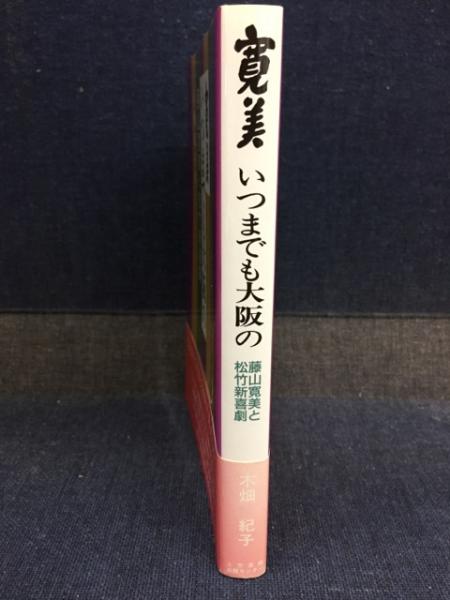 寛美
いつまでも大阪の
藤山寛美と
松竹新喜劇
木畑 紀子